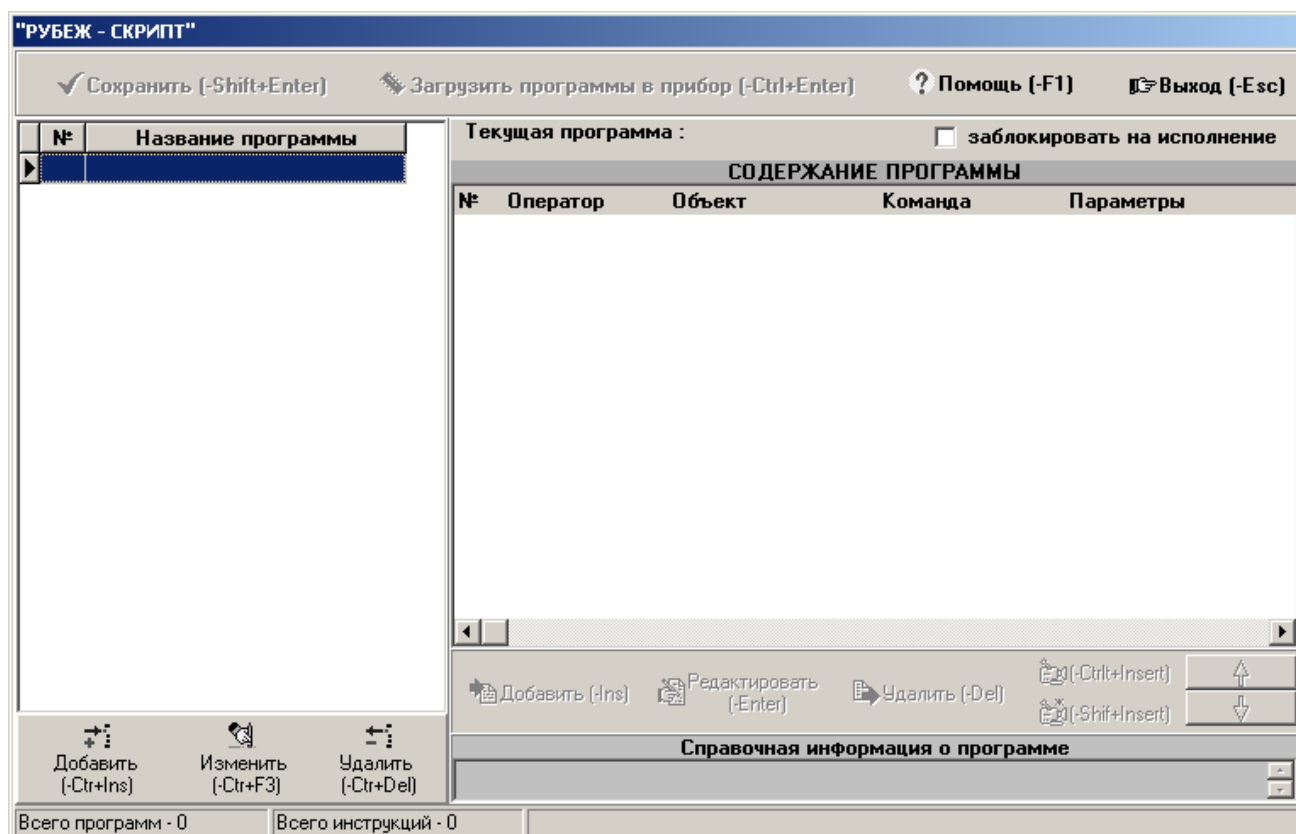 "РУБЕЖ - СКРИПТ"
Сохранить (-Shift+Enter) Загрузить программы в прибор (-Ctrl+Enter) Помощь (-F1) Выход (-Esc)
№ Название программы
Текущая программа : заблокировать на исполнение
СОДЕРЖАНИЕ ПРОГРАММЫ
№ Оператор Объект Команда Параметры
Добавить (-Ins) Редактировать (-Enter) Удалить (-Del) (-Ctrlt+Insert)
(-Shif+Insert)
Добавить (-Ctr+Ins) Изменить (-Ctr+F3) Удалить (-Ctr+Del)
Справочная информация о программе
Всего программ - 0 Всего инструкций - 0